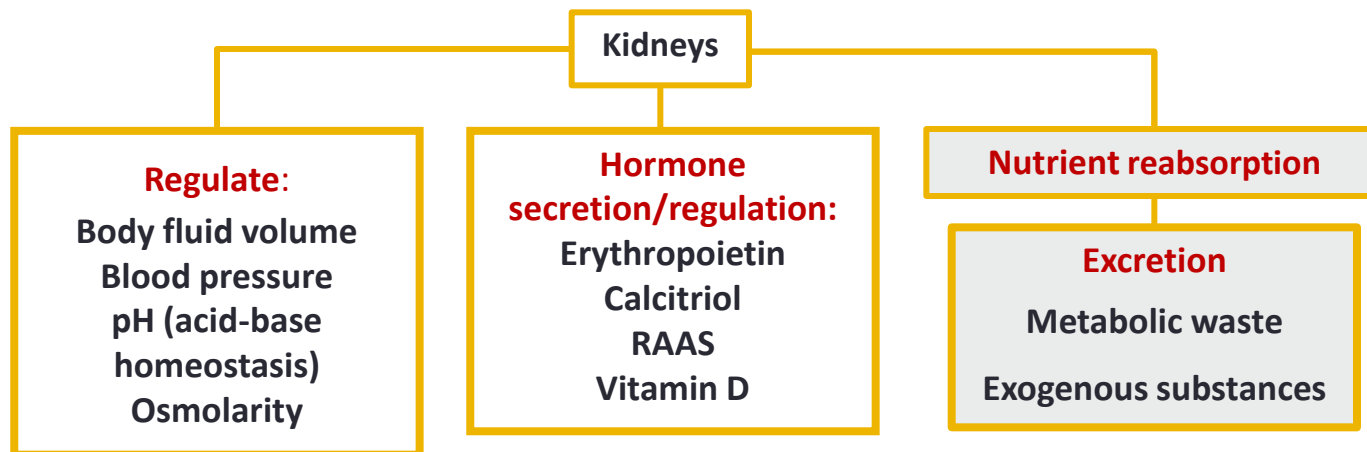 Kidneys
Regulate:
Body fluid volume
Blood pressure
pH (acid-base
homeostasis)
Osmolarity
Hormone
secretion/regulation:
Erythropoietin
Calcitriol
RAAS
Vitamin D
Nutrient reabsorption
Excretion
Metabolic waste
Exogenous substances